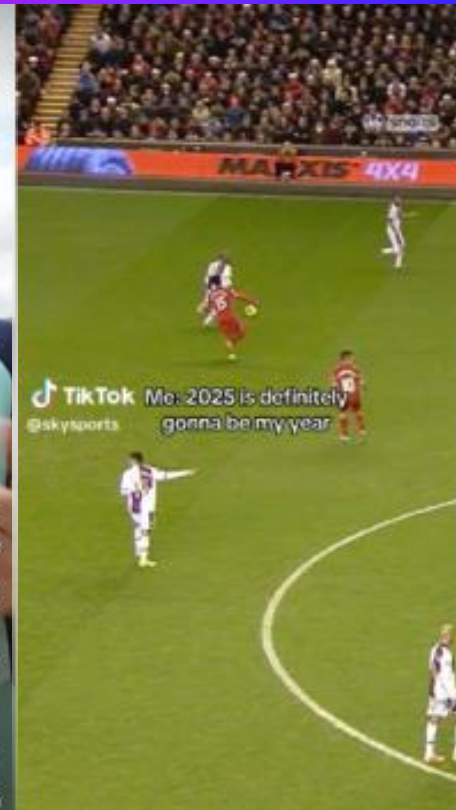 MAXXIS 4X4
TikTok
@skysports
Me: 2025 is definitely
gonna be my year